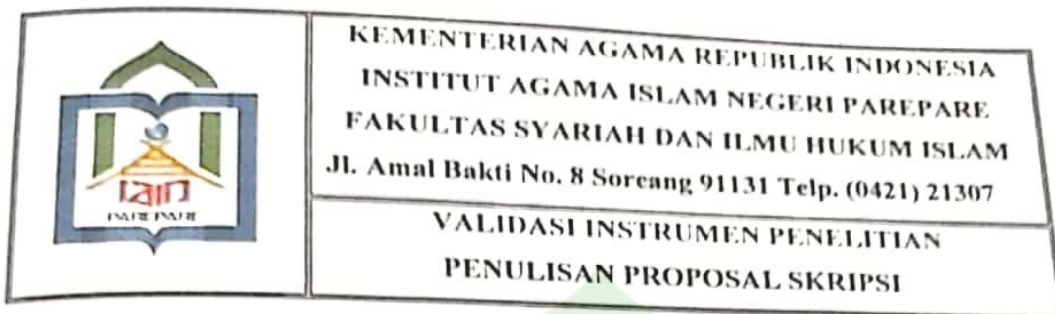 iain
PAREPARE
KEMENTERIAN AGAMA REPUBLIK INDONESIA
INSTITUT AGAMA ISLAM NEGERI PAREPARE
FAKULTAS SYARIAH DAN ILMU HUKUM ISLAM
Jl. Amal Bakti No. 8 Soreang 91131 Telp. (0421) 21307
VALIDASI INSTRUMEN PENELITIAN
PENULISAN PROPOSAL SKRIPSI